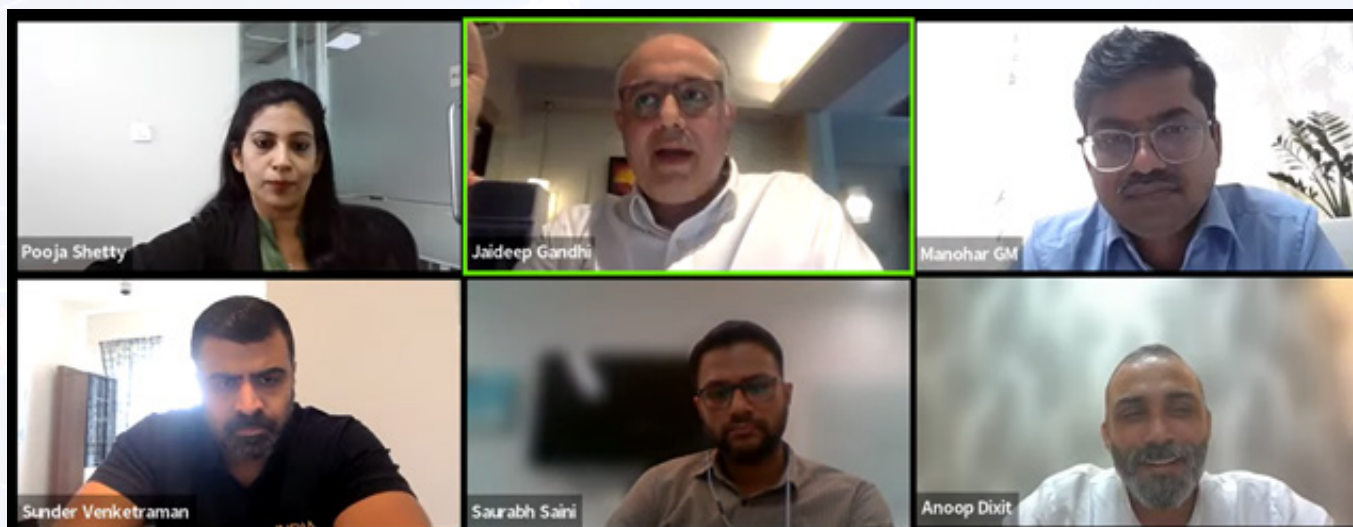 Pooja Shetty
Jaideep Gandhi
Manohar GM
Sunder Venketraman
Saurabh Saini
Anoop Dixit